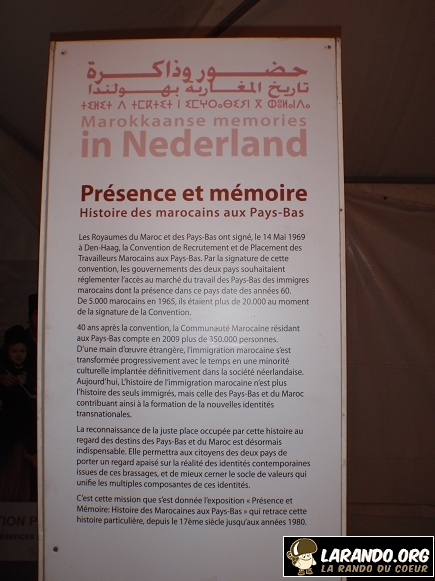 حضور وذاكرة
تاريخ المغاربة بهولندا
Marokkaanse memories
in Nederland
Présence et mémoire
Histoire des marocains aux Pays-Bas
Les Royaumes du Maroc et des Pays-Bas ont signé, le 14 Mai 1969
à Den-Haag, la Convention de Recrutement et de Placement des
Travailleurs Marocains aux Pays-Bas. Par la signature de cette
convention, les gouvernements des deux pays souhaitaient
réglementer l'accès au marché du travail des Pays-Bas des immigres
marocains dont la présence dans ce pays date des années 60.
De 5.000 marocains en 1965, ils étaient plus de 20.000 au moment
de la signature de la Convention.
40 ans après la convention, la Communauté Marocaine résidant
aux Pays-Bas compte en 2009 plus de 350.000 personnes.
D'une main d'œuvre étrangère, l'immigration marocaine s'est
transformée progressivement avec le temps en une minorité
culturelle implantée définitivement dans la société néerlandaise.
Aujourd'hui, L'histoire de l'immigration marocaine n'est plus
l'histoire des seuls immigrés, mais celle des Pays-Bas et du Maroc
contribuant ainsi à la formation de la nouvelles identités
transnationales.
La reconnaissance de la juste place occupée par cette histoire au
regard des destins des Pays-Bas et du Maroc est désormais
indispensable. Elle permettra aux citoyens des deux pays de
porter un regard apaisé sur la réalité des identités contemporaines
issues de ces brassages, et de mieux cerner le socle de valeurs qui
unifie les multiples composantes de ces identités.
C'est cette mission que s'est donnée l'exposition « Présence et
Mémoire: Histoire des Marocaines aux Pays-Bas » qui retrace cette
histoire particulière, depuis le 17ème siècle jusqu'aux années 1980.
LARANDO.ORG
LA RANDO DU COEUR